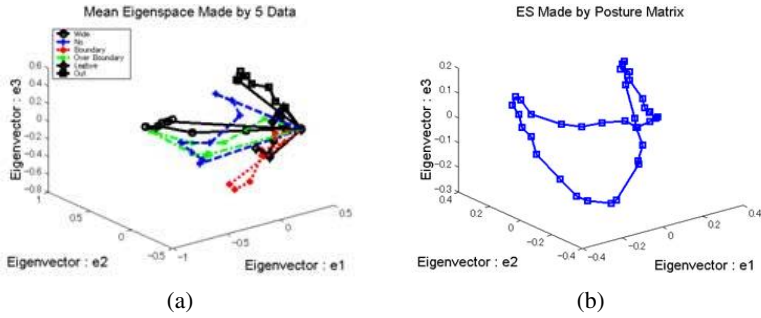 Mean Eigenspace Made by 5 Data
Wide
No
Boundary
Over Boundary
Out
0.6
0.4
0.2
0
-0.2
-0.4
-0.6
-0.8
Eigenvector : e3
1
0.5
0
-0.5
Eigenvector : e2
-1
-0.5
0
0.5
Eigenvector : e1
(a)
ES Made by Posture Matrix
0.2
0.1
0
-0.1
-0.2
-0.3
Eigenvector : e3
0.4
0.2
0
-0.2
-0.4
Eigenvector : e2
-0.4
-0.2
0
0.2
0.4
Eigenvector : e1
(b)